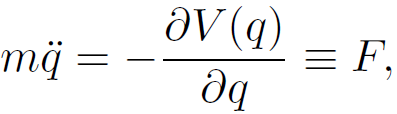 $m\ddot{q} = -\frac{\partial V(q)}{\partial q} \equiv F,$